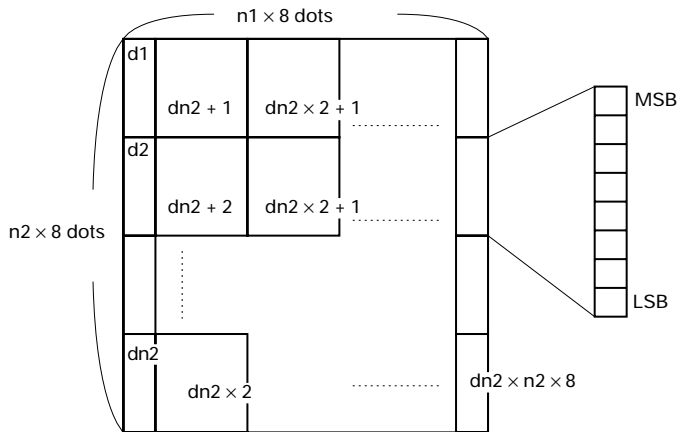 n1 × 8 dots
d1
dn2 + 1
dn2 × 2 + 1
MSB
d2
dn2 + 2
dn2 × 2 + 1
n2 × 8 dots
LSB
dn2
dn2 × 2
dn2 × n2 × 8